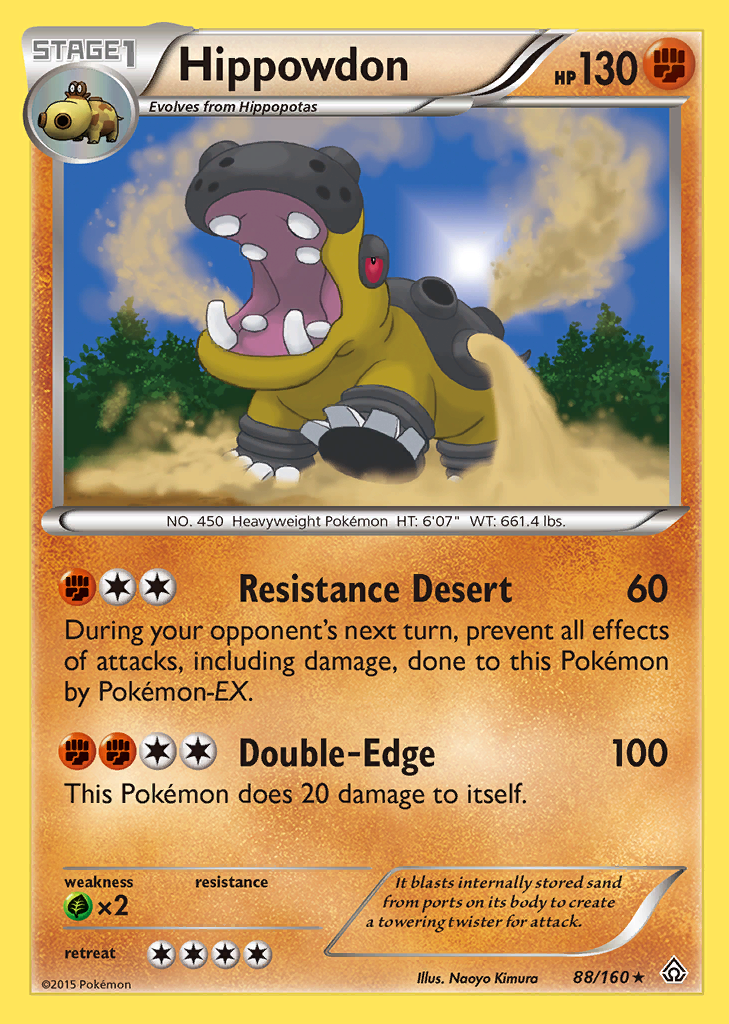 STAGE1
Hippowdon
HP 130
Evolves from Hippopotas
NO. 450 Heavyweight Pokémon HT: 6'07" WT: 661.4 lbs.
Resistance Desert 60
During your opponent's next turn, prevent all effects
of attacks, including damage, done to this Pokémon
by Pokémon-EX.
Double-Edge 100
This Pokémon does 20 damage to itself.
weakness resistance
×2
It blasts internally stored sand
from ports on its body to create
a towering twister for attack.
retreat
©2015 Pokémon
Illus. Naoyo Kimura
88/160 ★